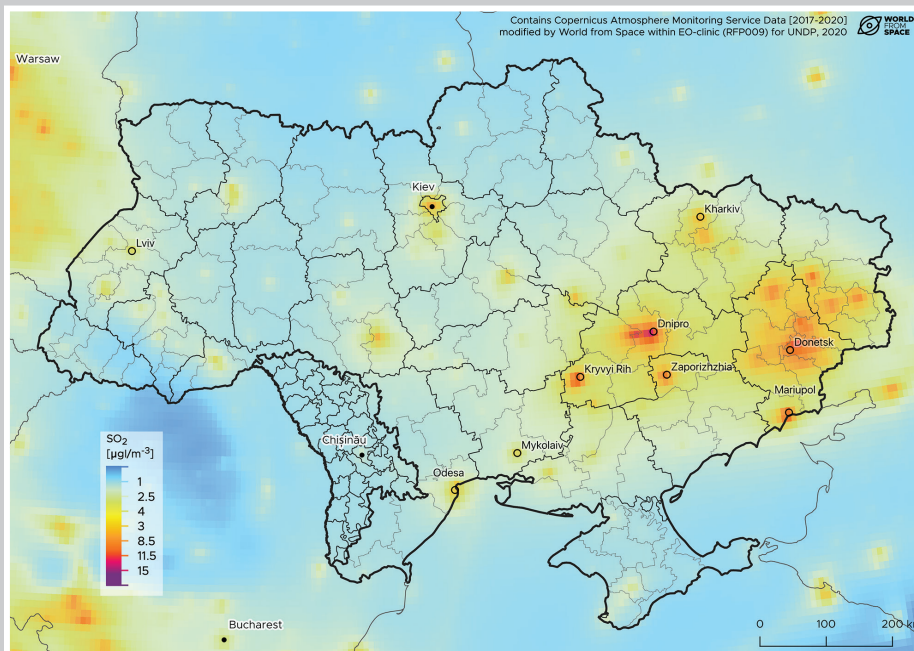 Contains Copernicus Atmosphere Monitoring Service Data [2017-2020]
modified by World from Space within EO-clinic (RFP009) for UNDP, 2020
WORLD
FROM
SPACE
Warsaw
Kiev
Kharkiv
Lviv
Dnipro
Donetsk
Kryvyi Rih
Zaporizhzhia
Mariupol
Chișinău
Mykolaiv
Odesa
SO2
[µgl/m-3]
1
2.5
4
3
8.5
11.5
15
Bucharest
0 100 200 km